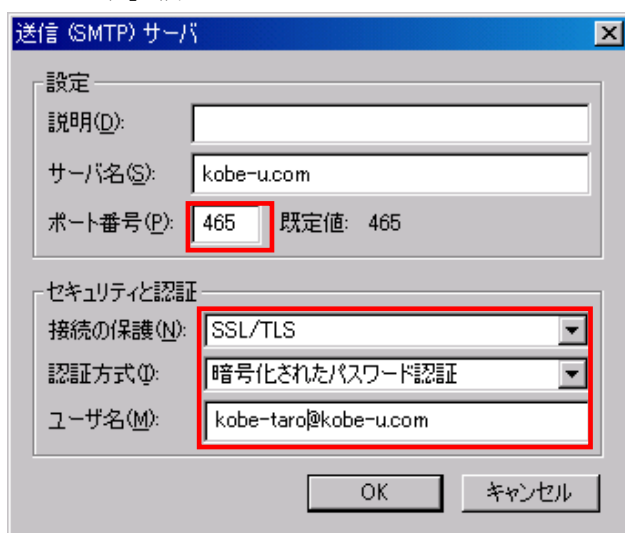 送信 (SMTP) サーバ
設定
説明(D):
サーバ名(S): kobe-u.com
ポート番号(P): 465 既定値: 465
セキュリティと認証
接続の保護(N): SSL/TLS
認証方式(I): 暗号化されたパスワード認証
ユーザ名(M): kobe-taro@kobe-u.com
OK キャンセル